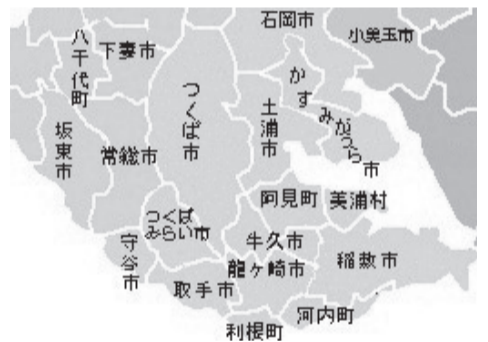 石岡市
小美玉市
八千代町
下妻市
かすみがうら市
つくば市
土浦市
坂東市
常総市
阿見町
美浦村
つくば
みらい市
牛久市
守谷市
龍ヶ崎市
稲敷市
取手市
河内町
利根町